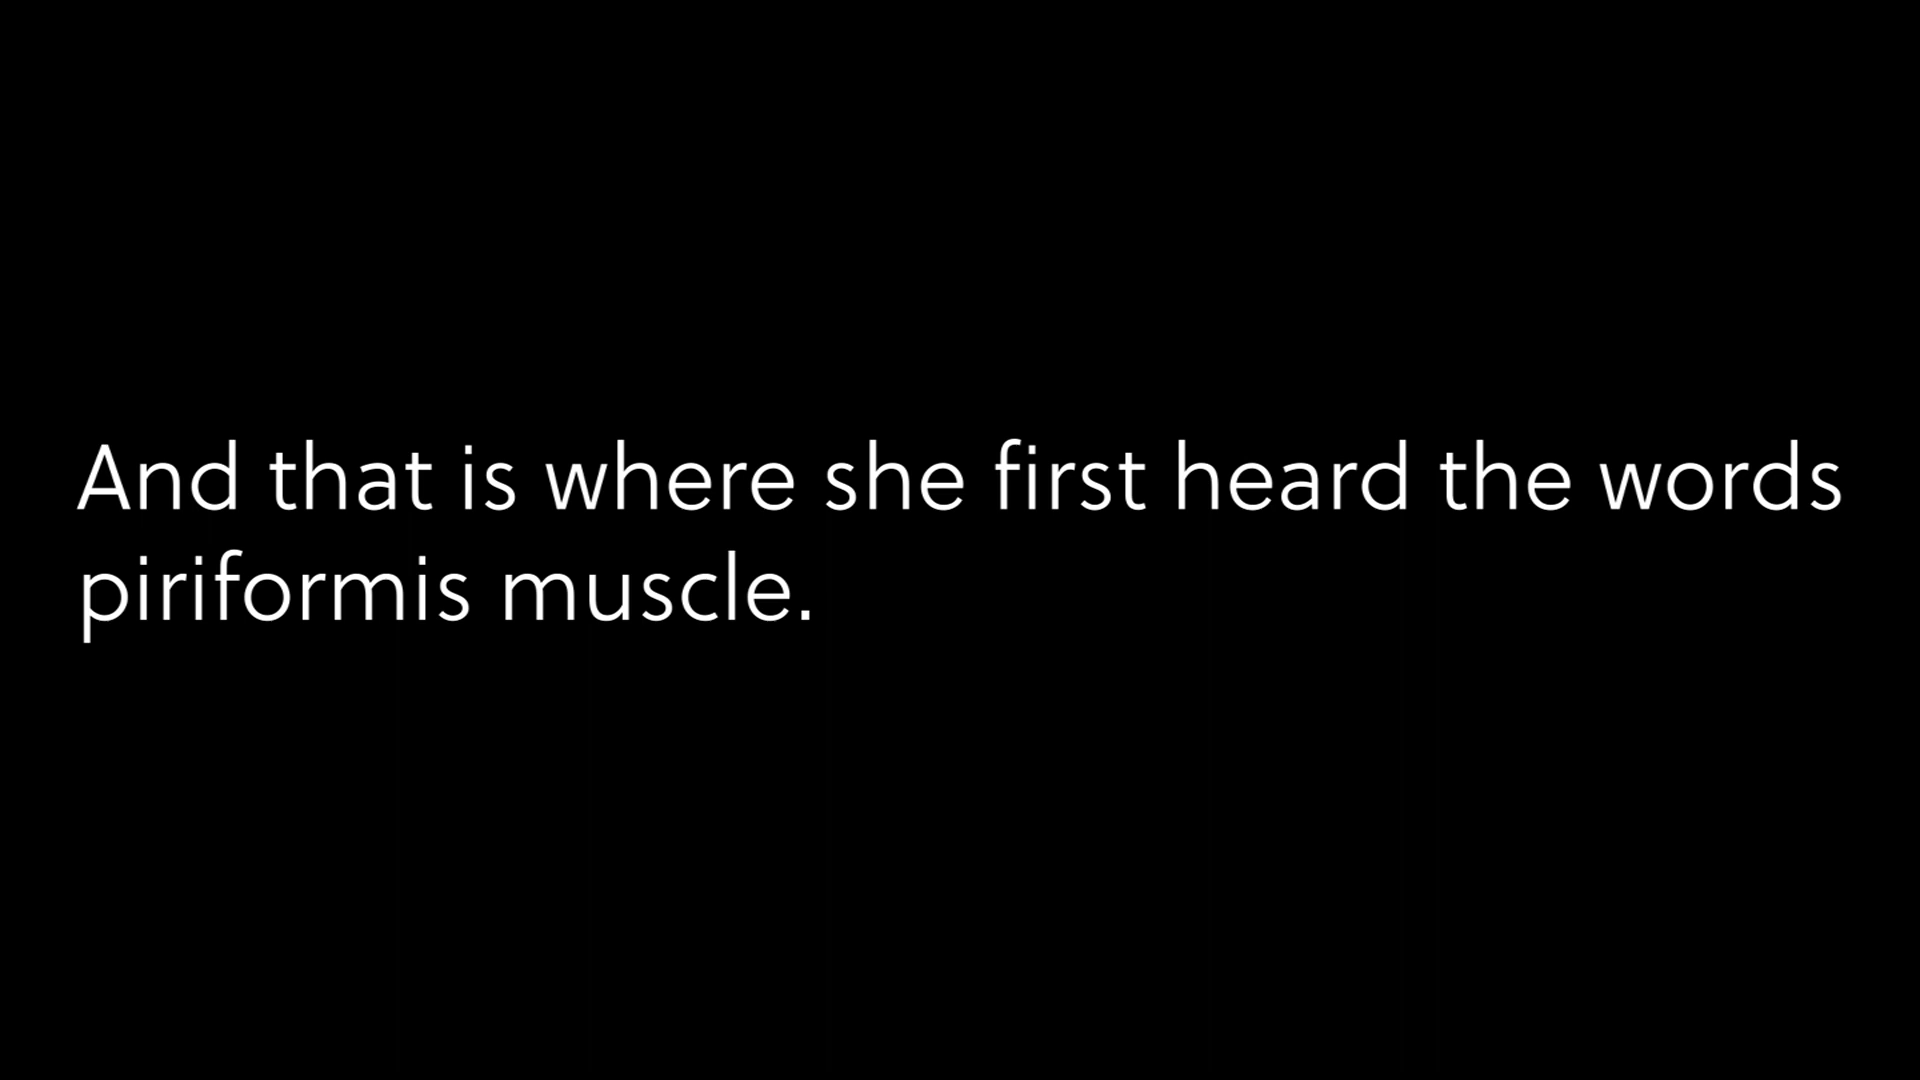 And that is where she first heard the words
piriformis muscle.